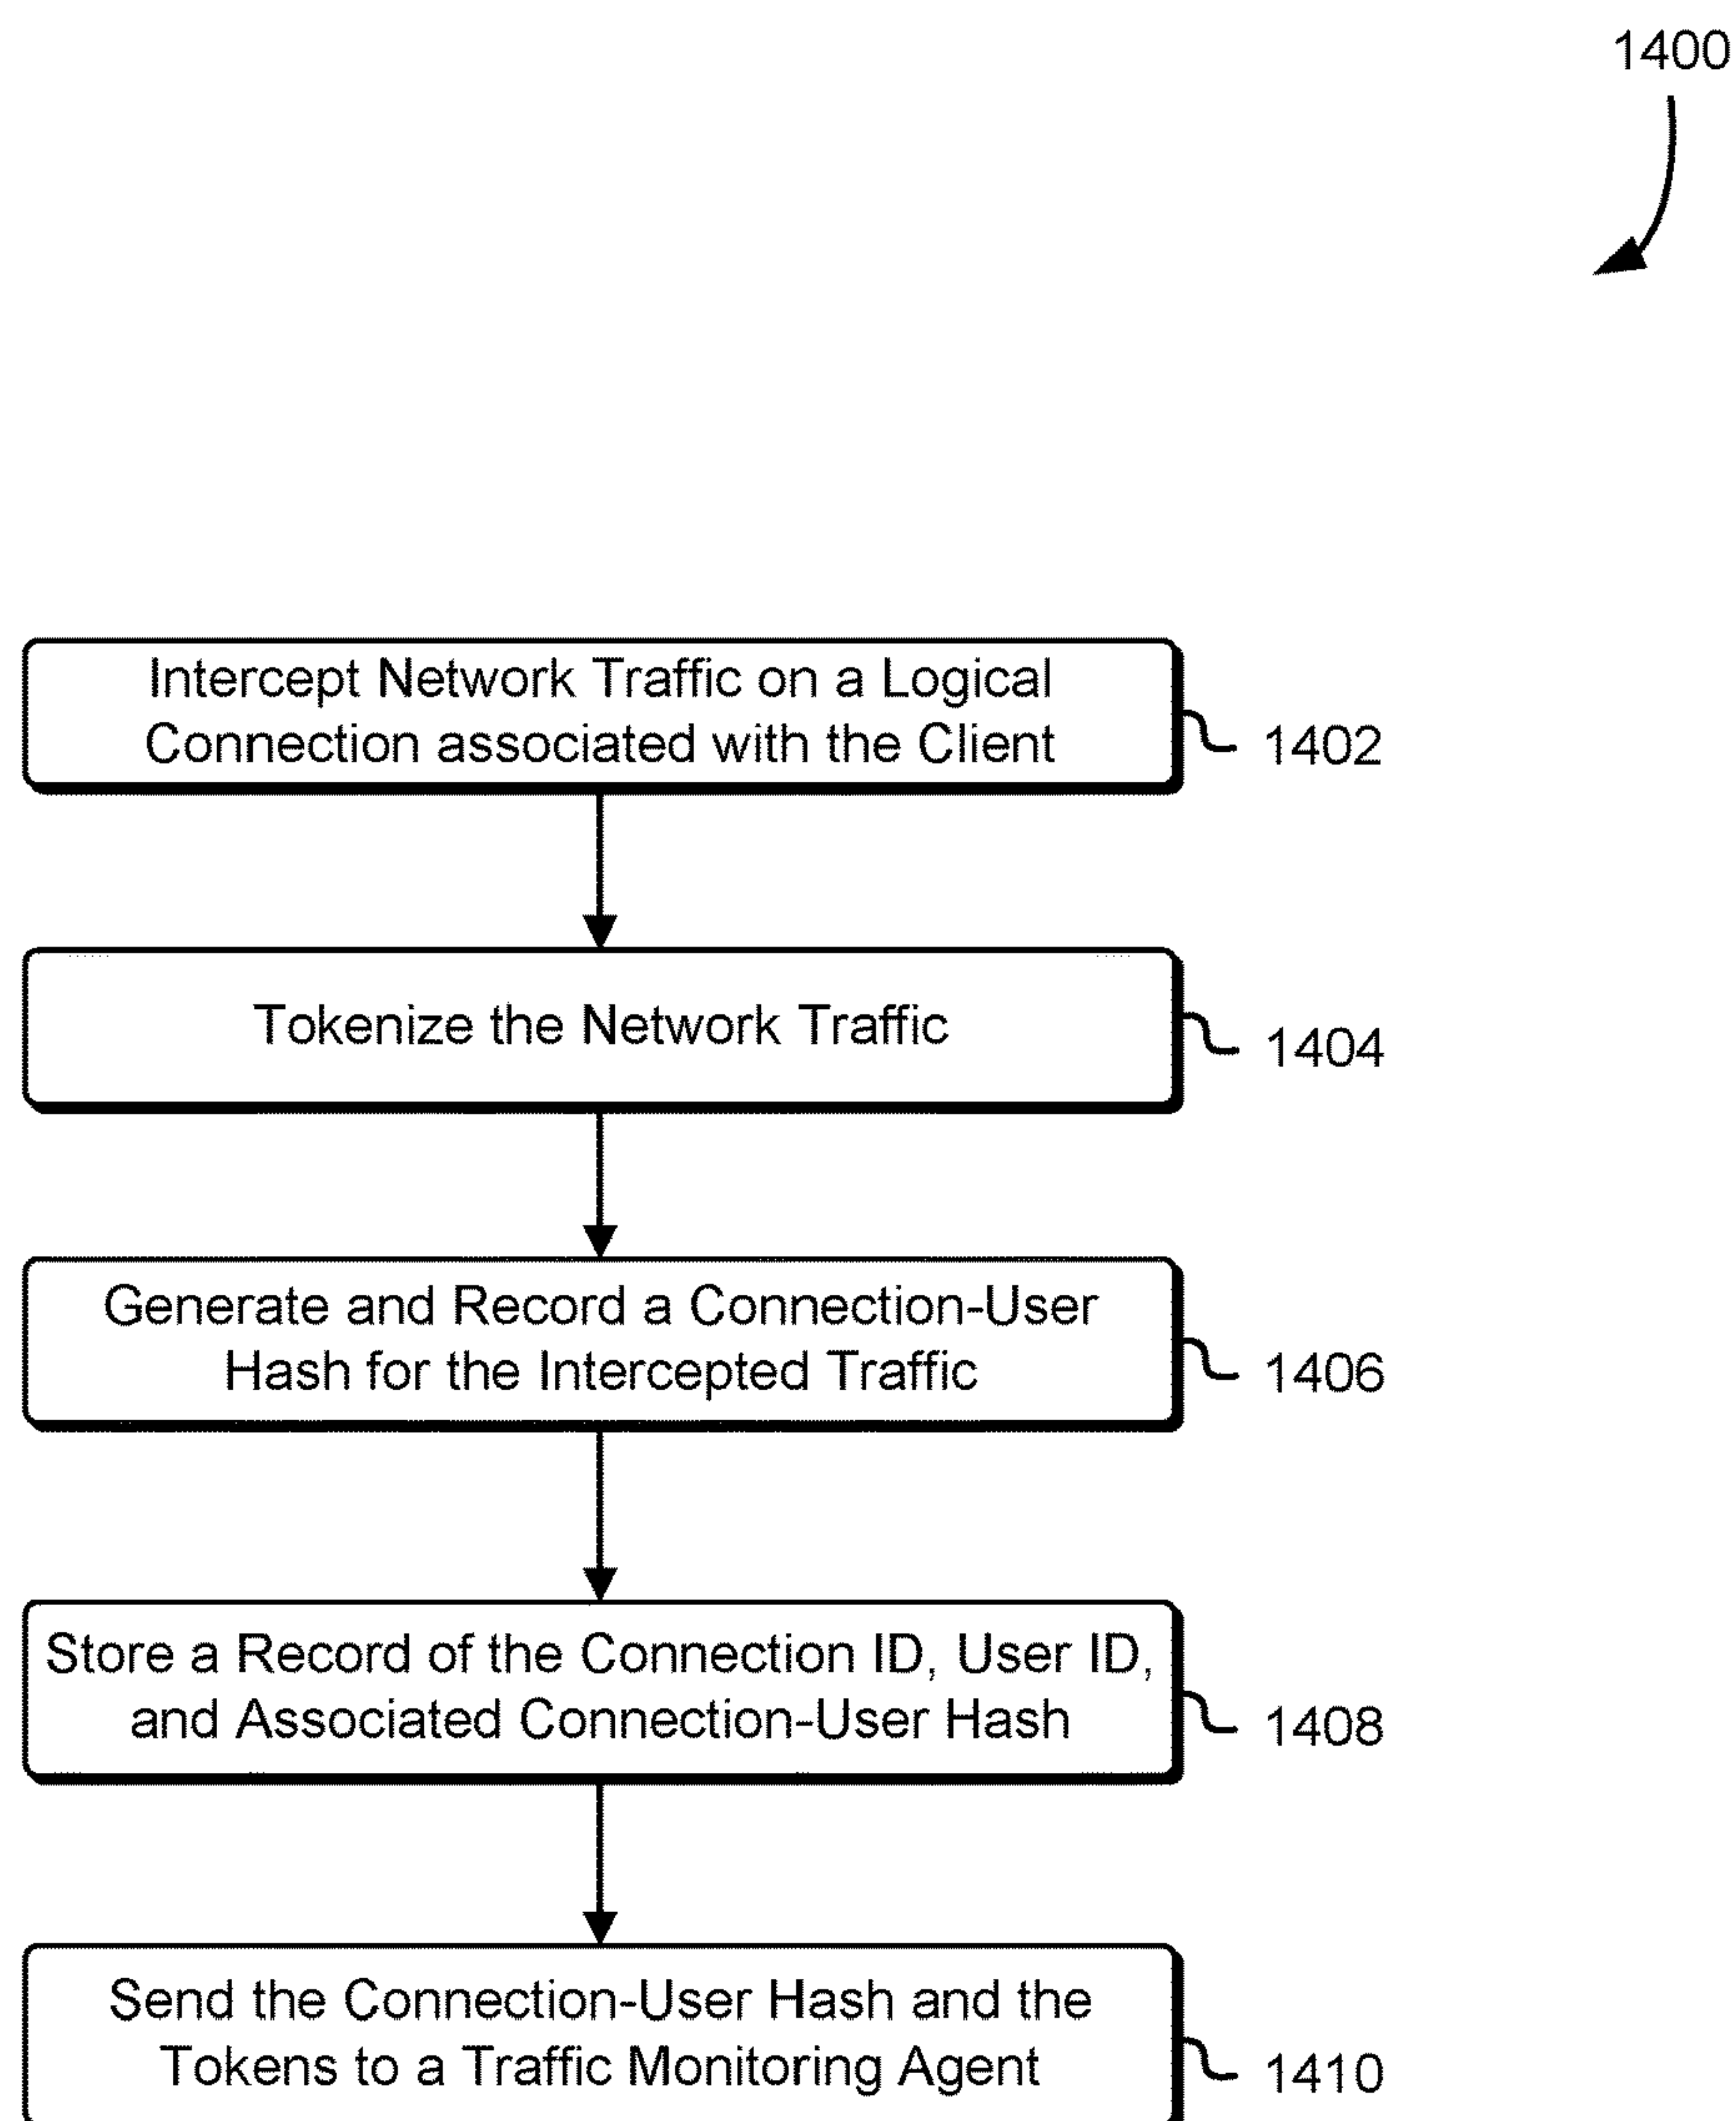 1400
Intercept Network Traffic on a Logical
Connection associated with the Client
1402
Tokenize the Network Traffic
1404
Generate and Record a Connection-User
Hash for the Intercepted Traffic
1406
Store a Record of the Connection ID, User ID,
and Associated Connection-User Hash
1408
Send the Connection-User Hash and the
Tokens to a Traffic Monitoring Agent
1410